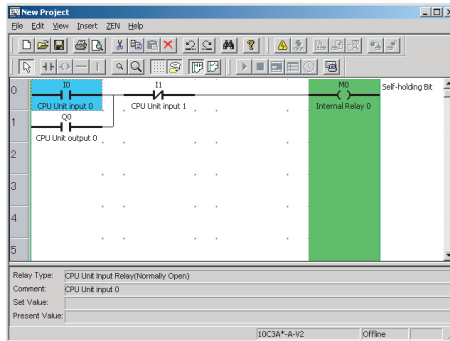 New Project
File Edit View Insert ZEN Help
0
I0
I1
M0
Self-holding Bit
CPU Unit input 0
CPU Unit input 1
Internal Relay 0
1
Q0
CPU Unit output 0
2
3
4
5
Relay Type: CPU Unit Input Relay(Normally Open)
Comment: CPU Unit input 0
Set Value:
Present Value:
10C3A*-A-V2
Offline